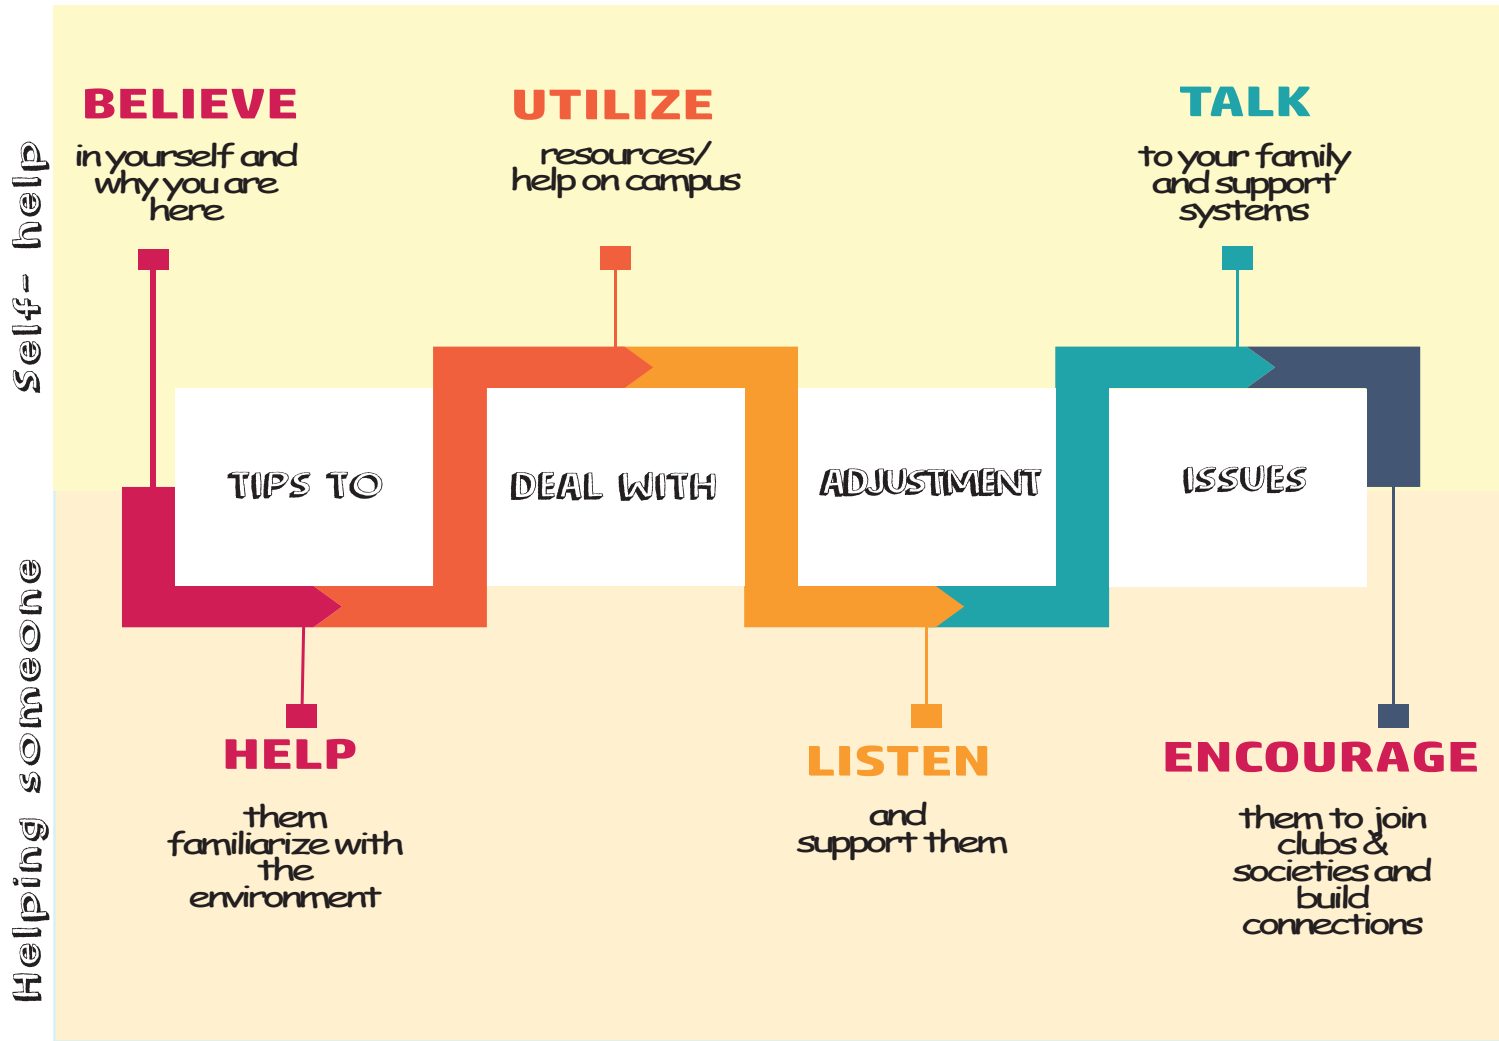 Self- help
BELIEVE
in yourself and
why you are
here
UTILIZE
resources/
help on campus
TALK
to your family
and support
systems
TIPS TO
DEAL WITH
ADJUSTMENT
ISSUES
Helping someone
HELP
them
familiarize with
the
environment
LISTEN
and
support them
ENCOURAGE
them to join
clubs &
societies and
build
connections